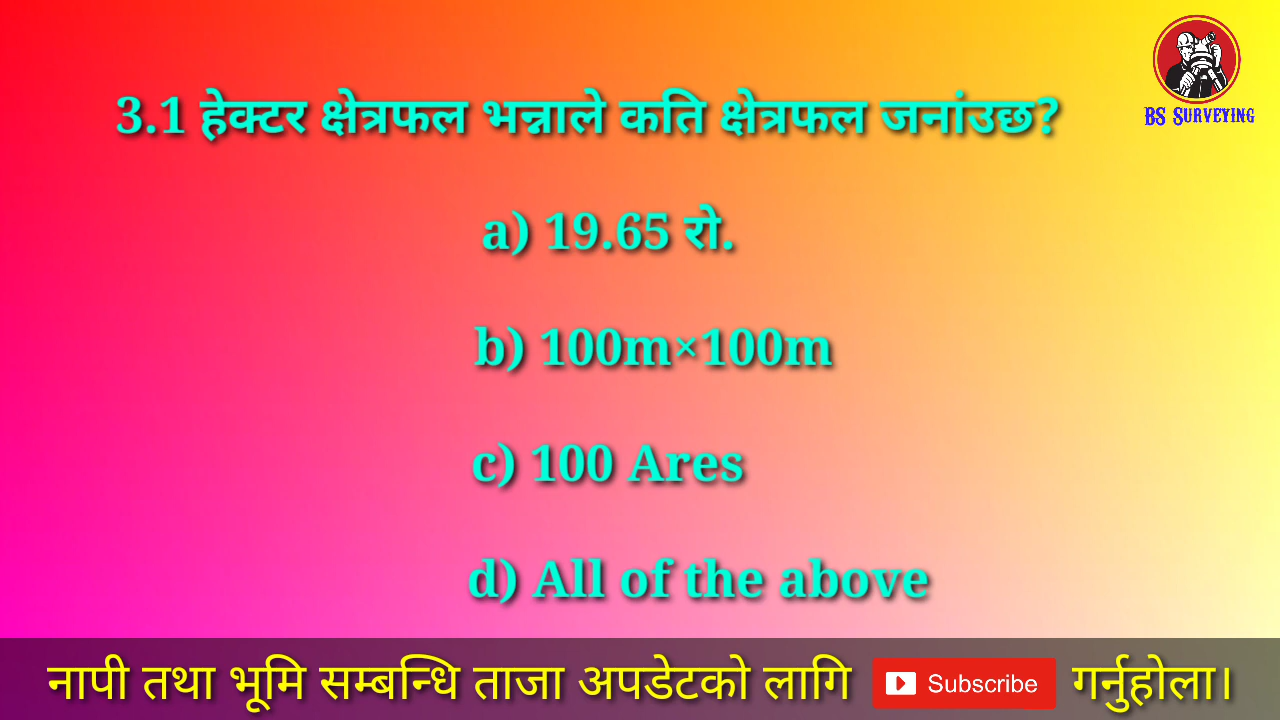 BS SURVEYING
3.1 हेक्टर क्षेत्रफल भन्नाले कति क्षेत्रफल जनांउछ?
a) 19.65 रो.
b) 100m×100m
c) 100 Ares
d) All of the above
नापी तथा भूमि सम्बन्धि ताजा अपडेटको लागि Subscribe गर्नुहोला।